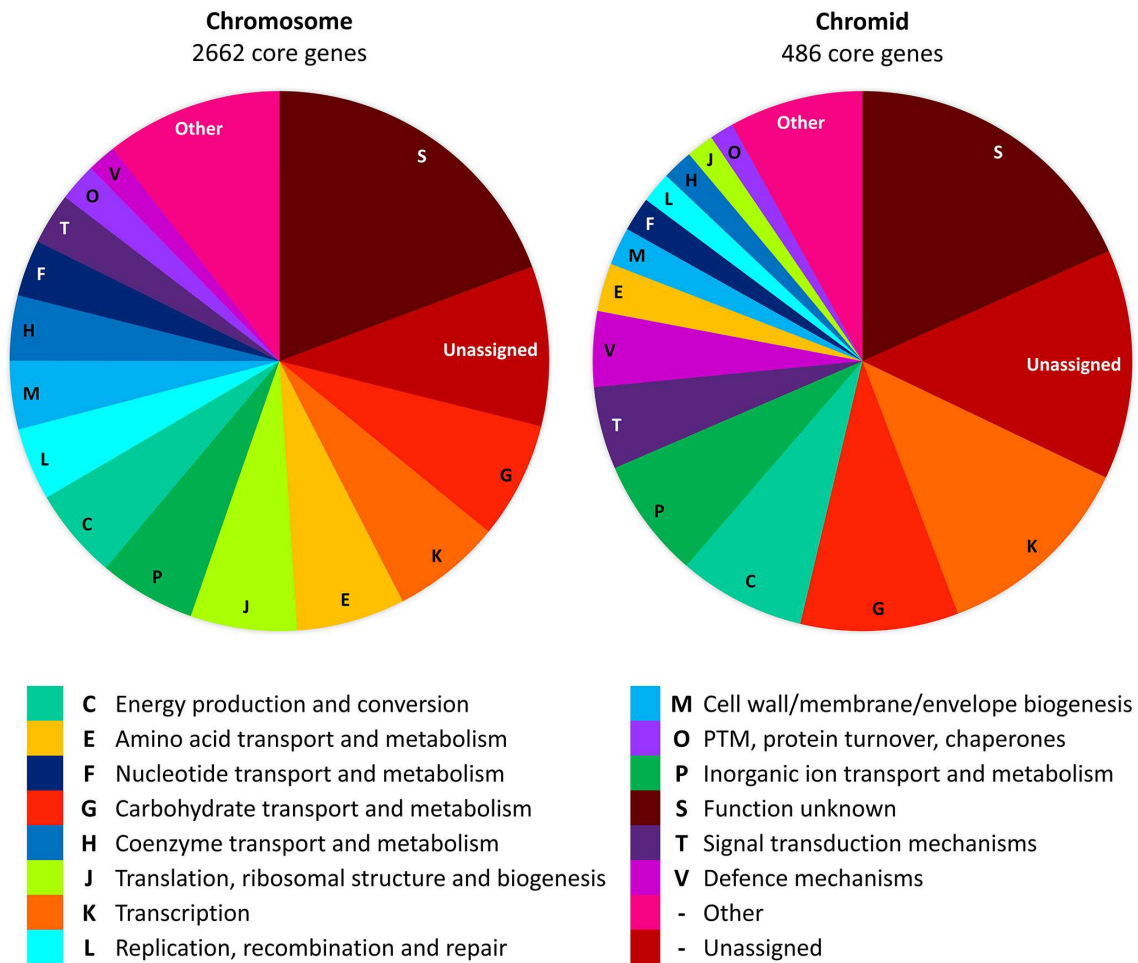 Chromosome
2662 core genes
Chromid
486 core genes
Other
S
V
O
T
F
H
M
L
C
P
J
E
K
G
Unassigned
Other
S
O
J
H
L
F
M
E
V
T
P
C
G
K
Unassigned
C Energy production and conversion
E Amino acid transport and metabolism
F Nucleotide transport and metabolism
G Carbohydrate transport and metabolism
H Coenzyme transport and metabolism
J Translation, ribosomal structure and biogenesis
K Transcription
L Replication, recombination and repair
M Cell wall/membrane/envelope biogenesis
O PTM, protein turnover, chaperones
P Inorganic ion transport and metabolism
S Function unknown
T Signal transduction mechanisms
V Defence mechanisms
- Other
- Unassigned